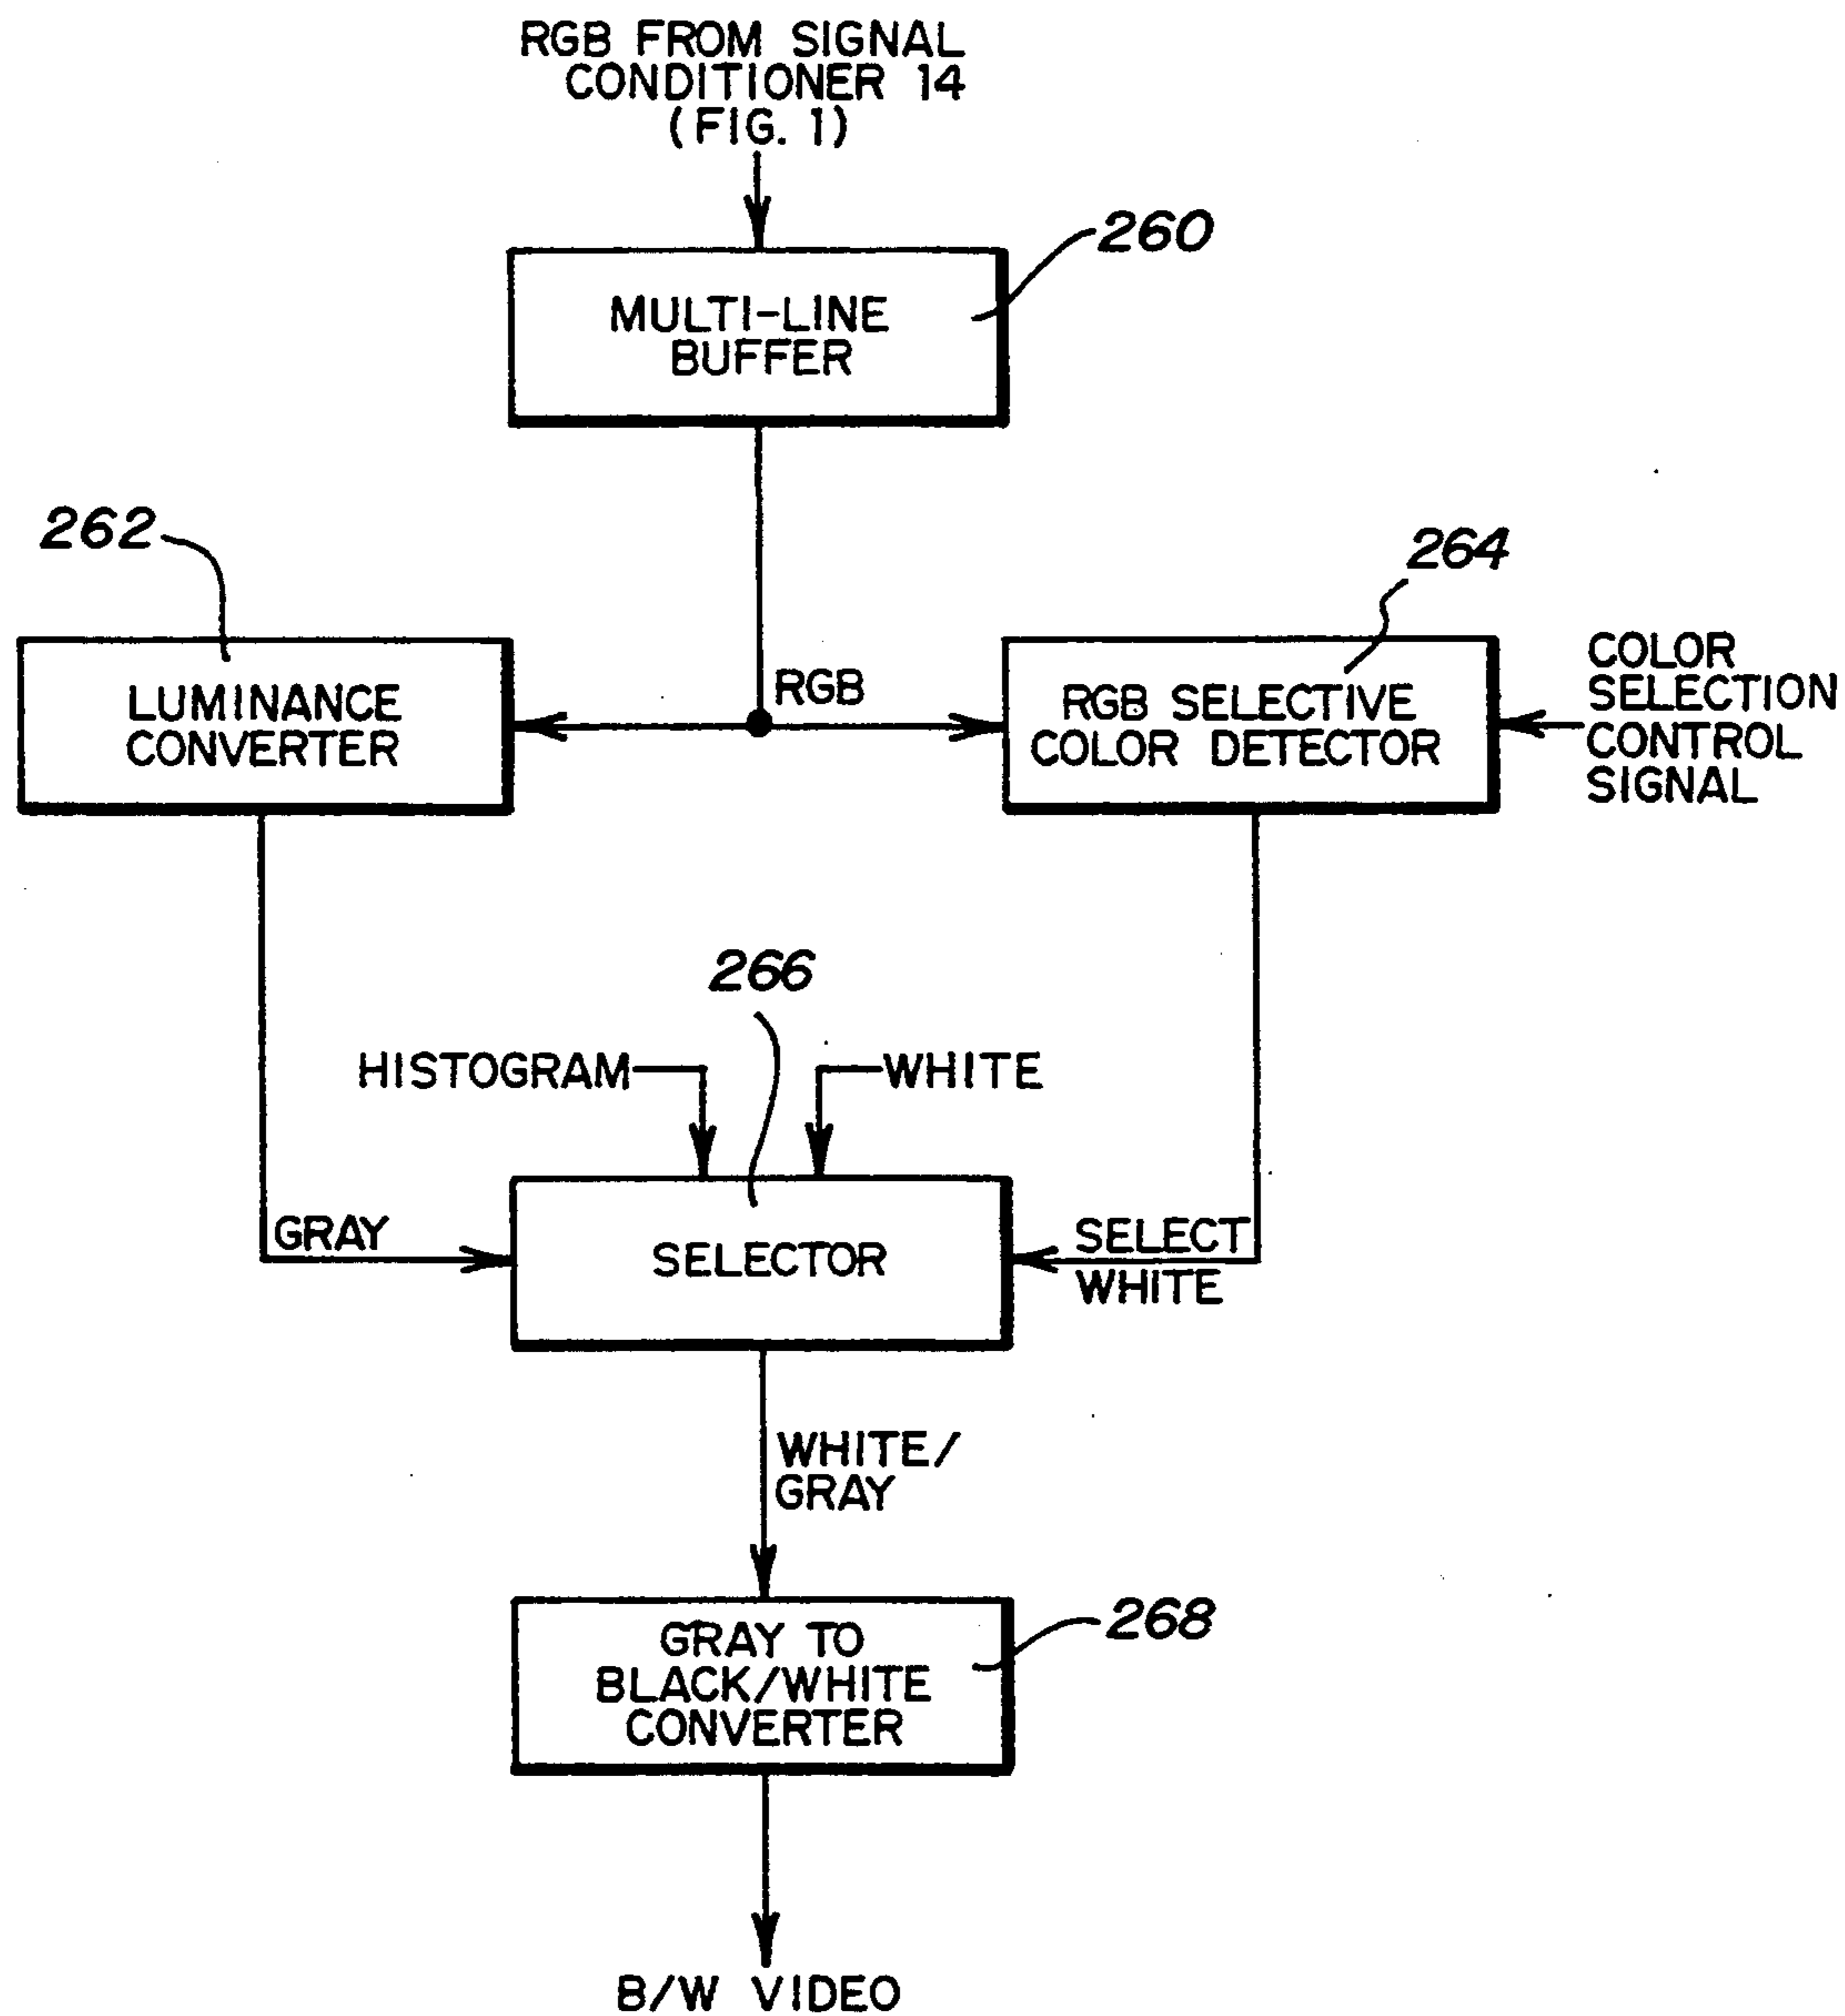 RGB FROM SIGNAL
CONDITIONER 14
(FIG. 1)
260
MULTI-LINE
BUFFER
262
264
RGB
LUMINANCE
CONVERTER
RGB SELECTIVE
COLOR DETECTOR
COLOR
SELECTION
CONTROL
SIGNAL
266
HISTOGRAM
WHITE
GRAY
SELECTOR
SELECT
WHITE
WHITE/
GRAY
268
GRAY TO
BLACK/WHITE
CONVERTER
B/W VIDEO